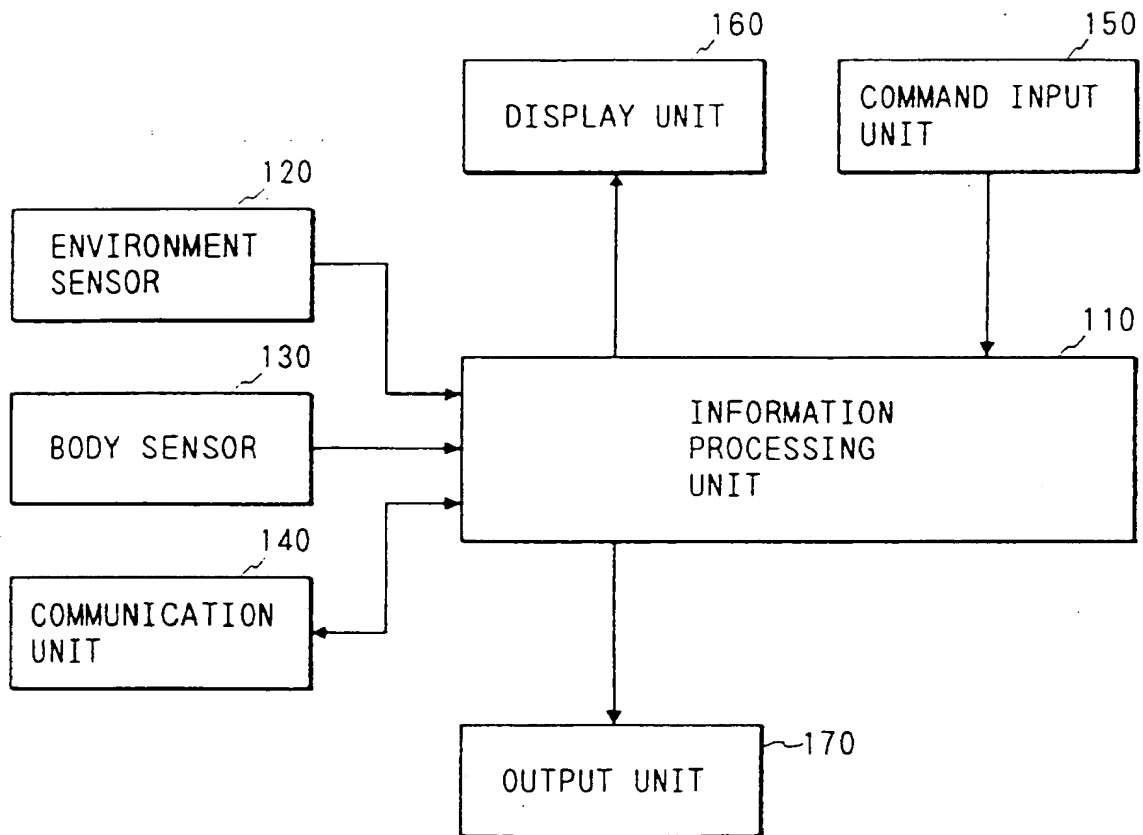 160
150
DISPLAY UNIT
COMMAND INPUT
UNIT
120
ENVIRONMENT
SENSOR
110
130
INFORMATION
PROCESSING
UNIT
BODY SENSOR
140
COMMUNICATION
UNIT
170
OUTPUT UNIT